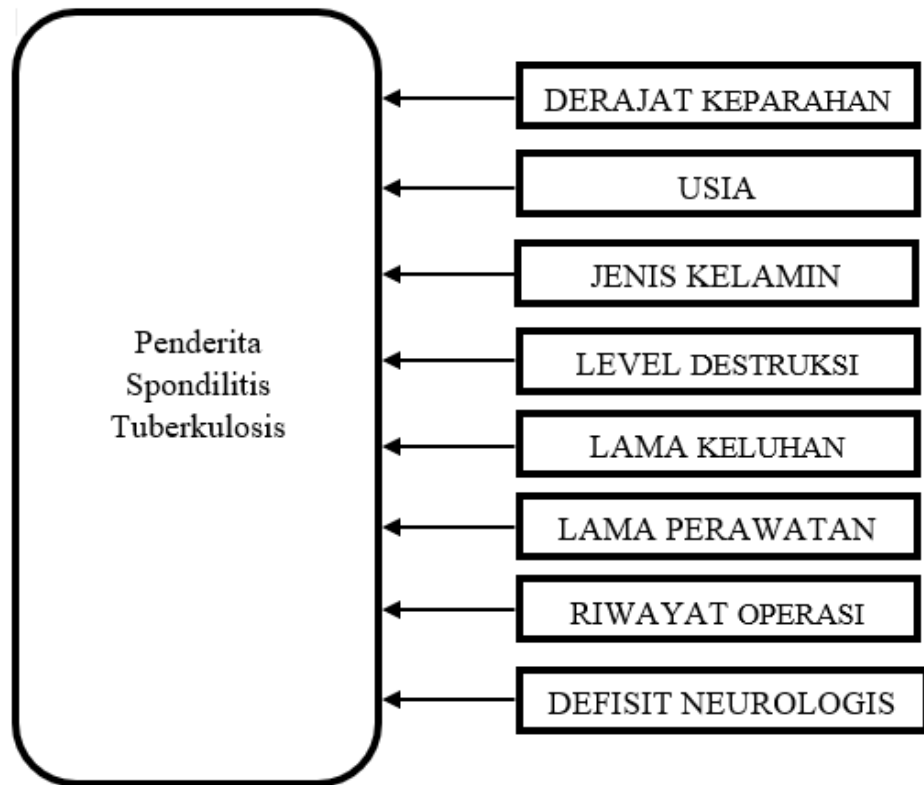 Penderita
Spondilitis
Tuberkulosis
DERAJAT KEPARAHAN
USIA
JENIS KELAMIN
LEVEL DESTRUKSI
LAMA KELUHAN
LAMA PERAWATAN
RIWAYAT OPERASI
DEFISIT NEUROLOGIS